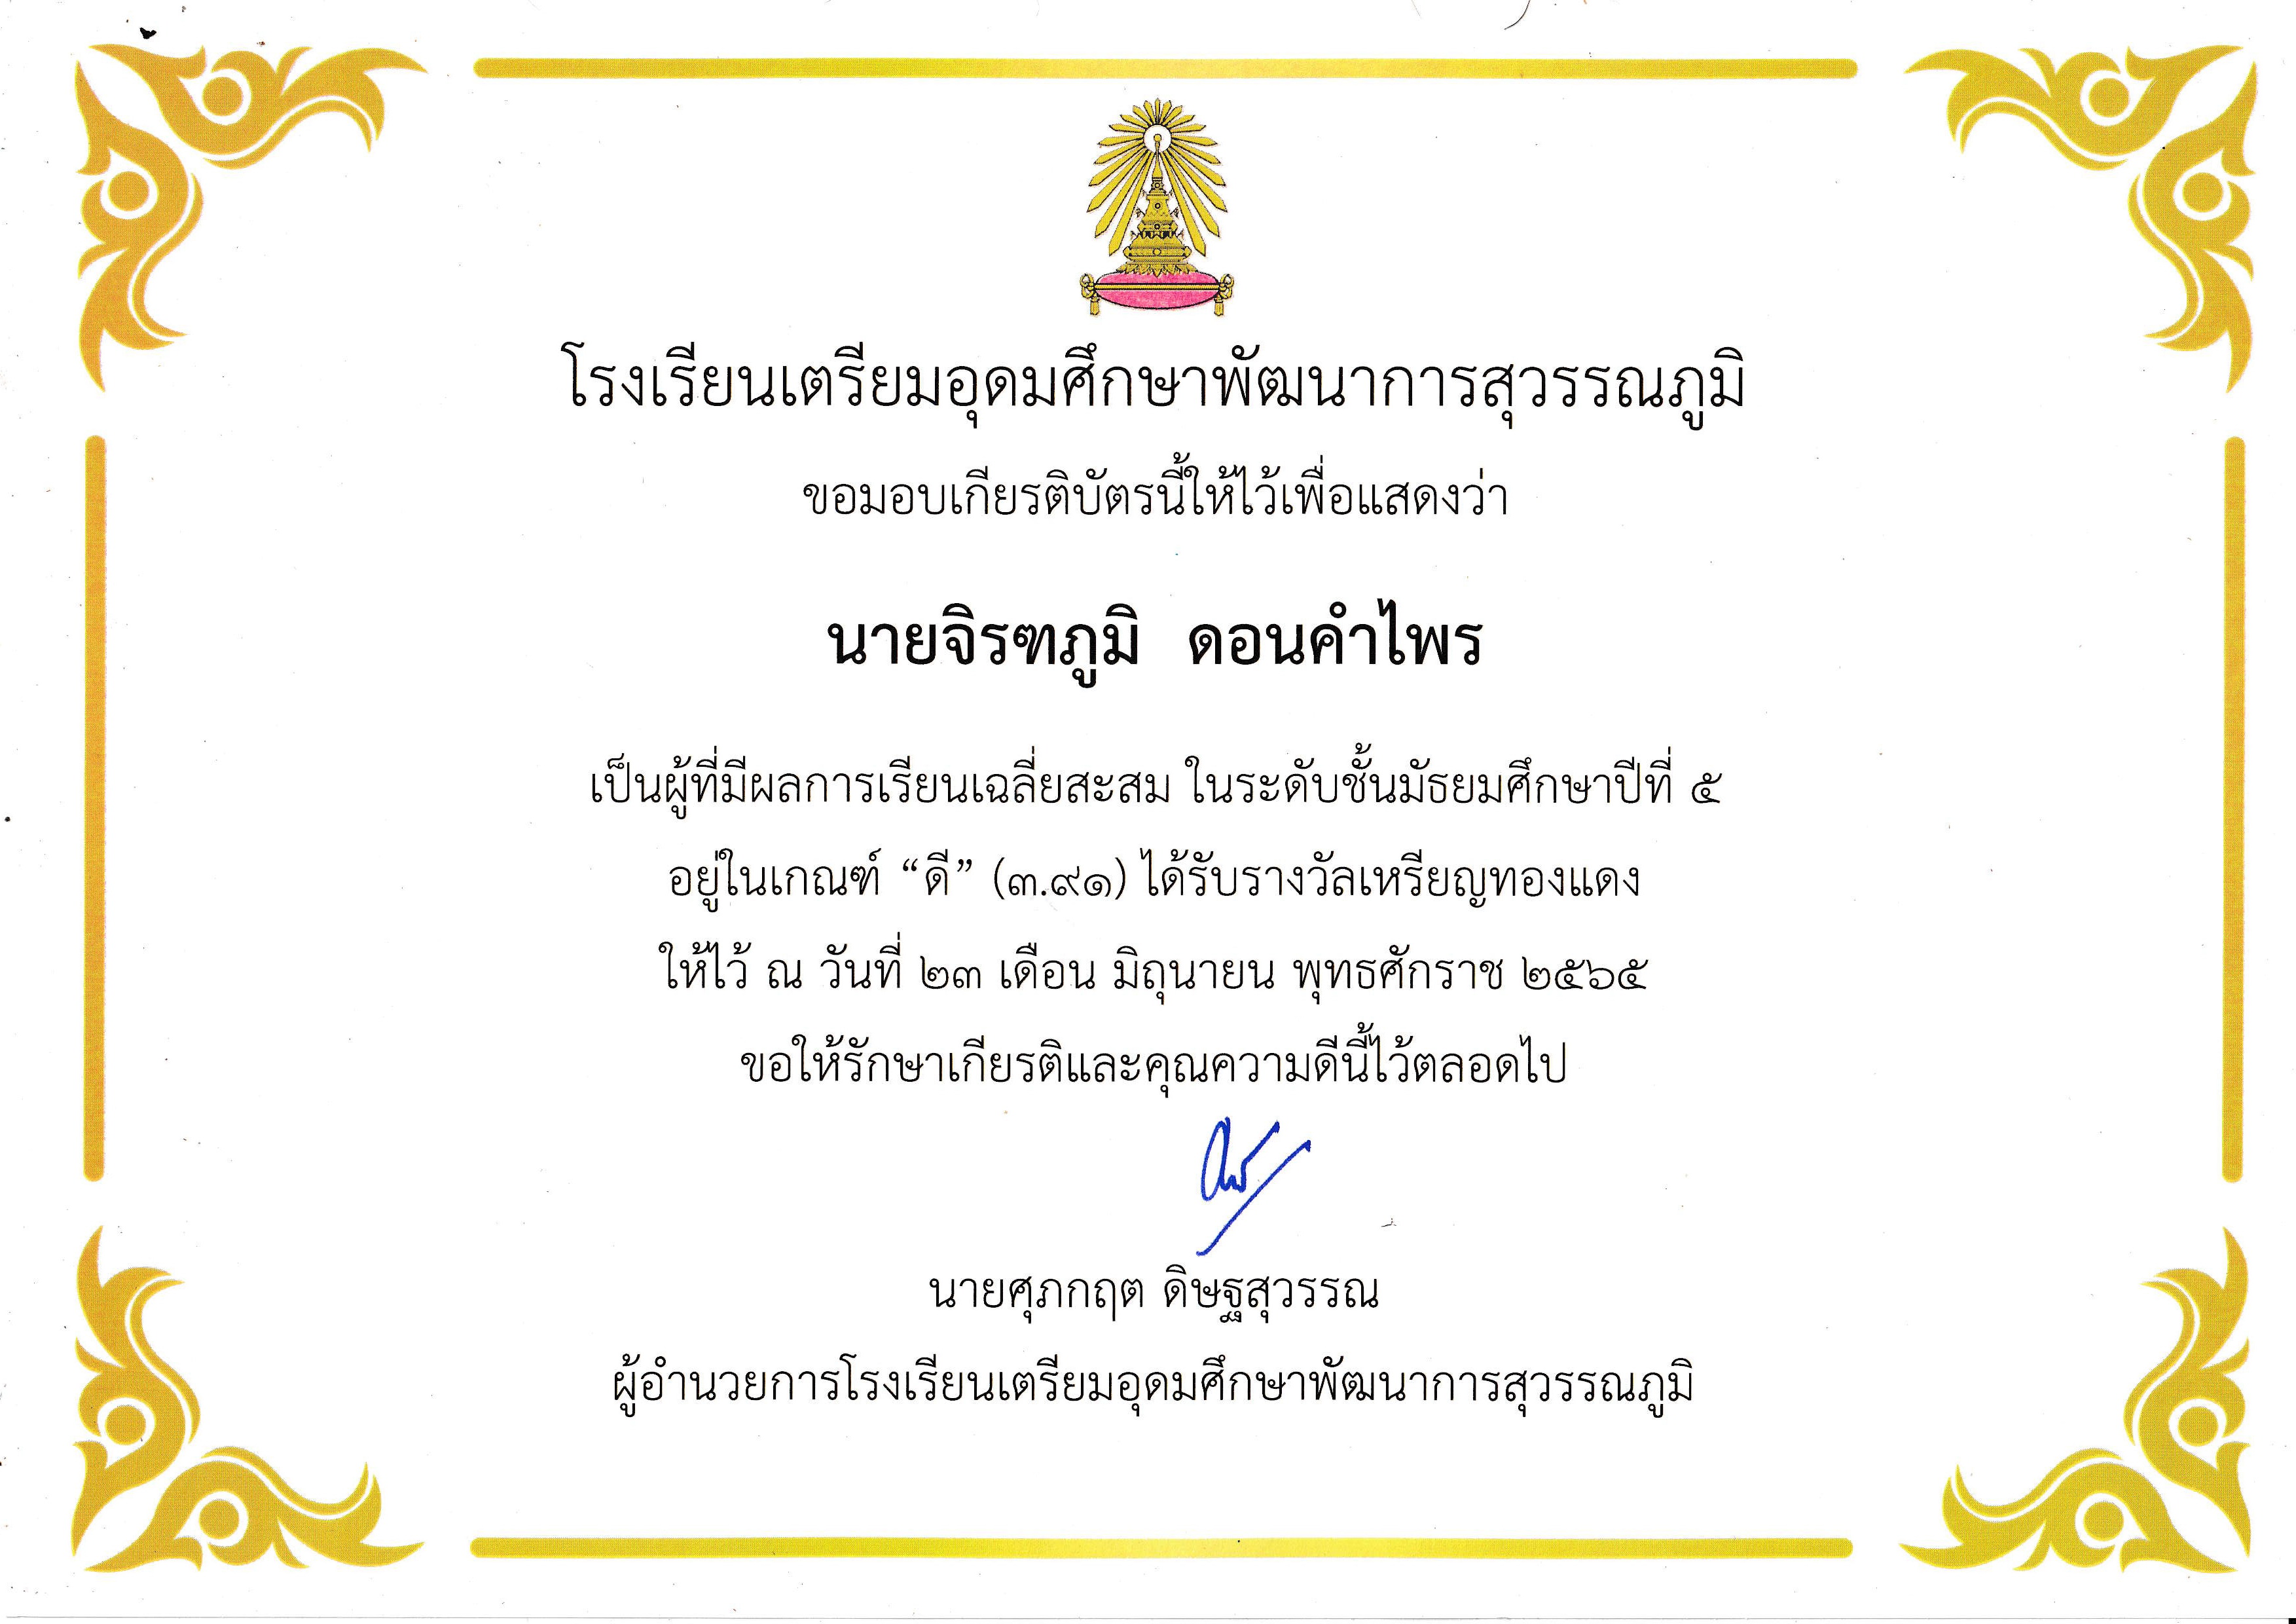 โรงเรียนเตรียมอุดมศึกษาพัฒนาการสุวรรณภูมิ
ขอมอบเกียรติบัตรนี้ให้ไว้เพื่อแสดงว่า
นายจิรฑภูมิ ดอนคำไพร
เป็นผู้ที่มีผลการเรียนเฉลี่ยสะสม ในระดับชั้นมัธยมศึกษาปีที่ ๕
อยู่ในเกณฑ์ “ดี” (๓.๙๑) ได้รับรางวัลเหรียญทองแดง
ให้ไว้ ณ วันที่ ๒๓ เดือน มิถุนายน พุทธศักราช ๒๕๖๕
ขอให้รักษาเกียรติและคุณความดีนี้ไว้ตลอดไป
นายศุภกฤต ดิษฐสุวรรณ
ผู้อำนวยการโรงเรียนเตรียมอุดมศึกษาพัฒนาการสุวรรณภูมิ